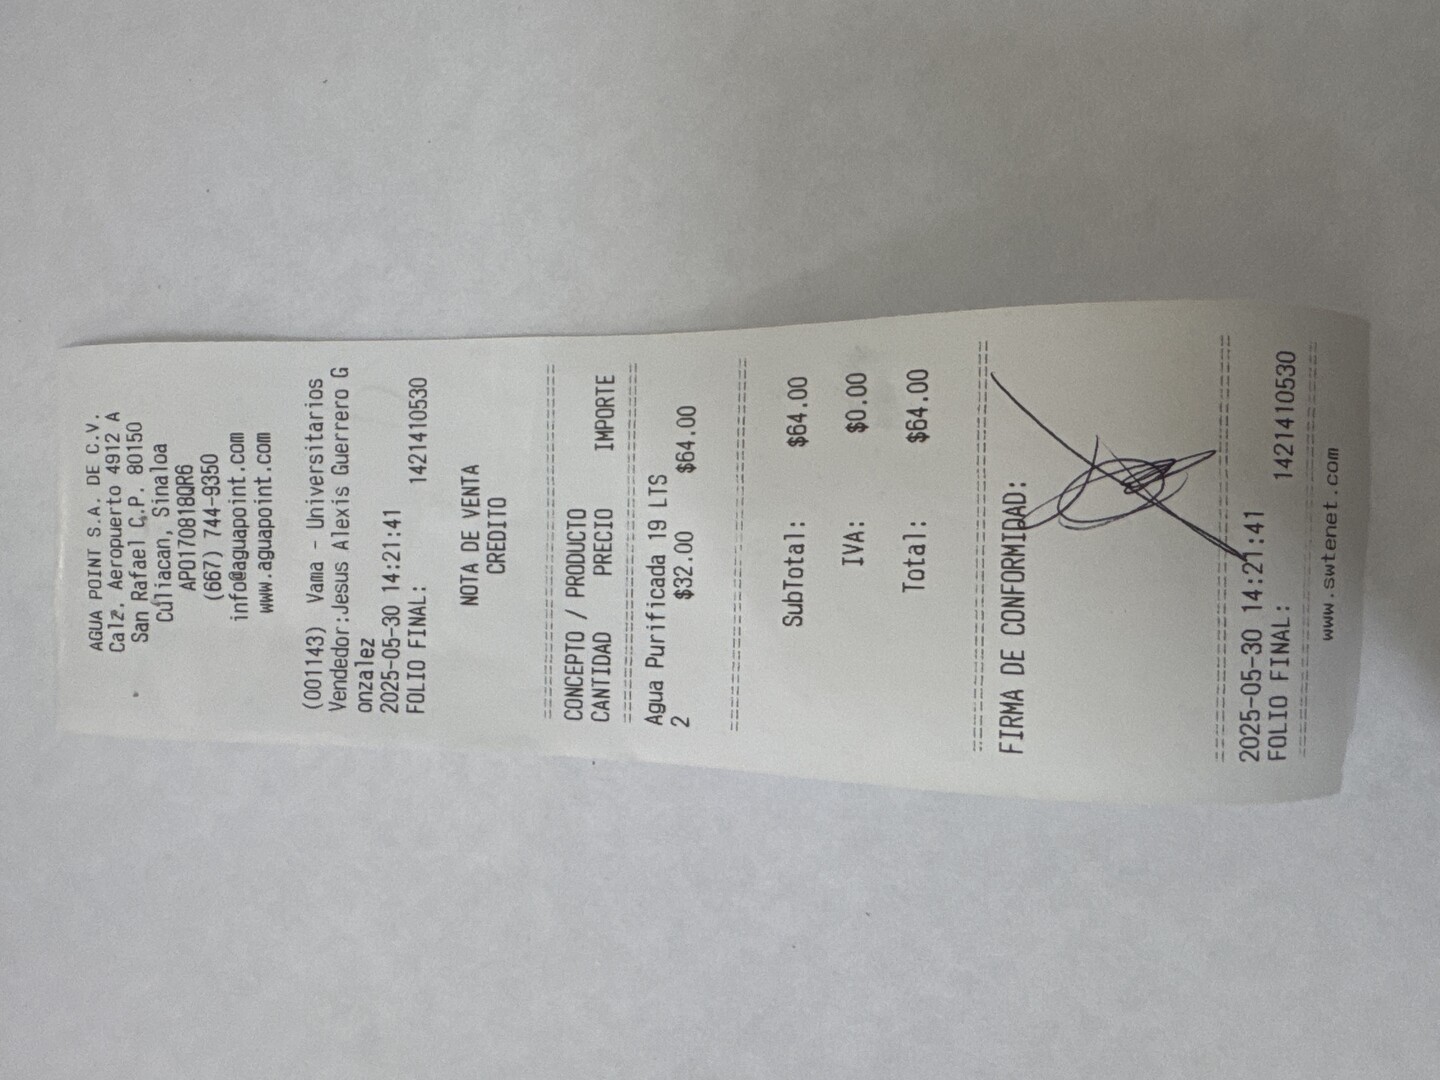 AGUA POINT S.A. DE C.V.
Calz. Aeropuerto 4912 A
San Rafael C.P. 80150
Culiacan, Sinaloa
APO170818QR6
(667) 744-9350
info@aguapoint.com
www.aguapoint.com
(001143) Vama - Universitarios
Vendedor:Jesus Alexis Guerrero G
onzalez
2025-05-30 14:21:41
FOLIO FINAL: 1421410530
NOTA DE VENTA
CREDITO
================================
CONCEPTO / PRODUCTO
CANTIDAD PRECIO IMPORTE
================================
Agua Purificada 19 LTS
2 $32.00 $64.00
================================
SubTotal: $64.00
IVA: $0.00
Total: $64.00
================================
FIRMA DE CONFORMIDAD:
================================
2025-05-30 14:21:41
FOLIO FINAL: 1421410530
================================
www.swtenet.com